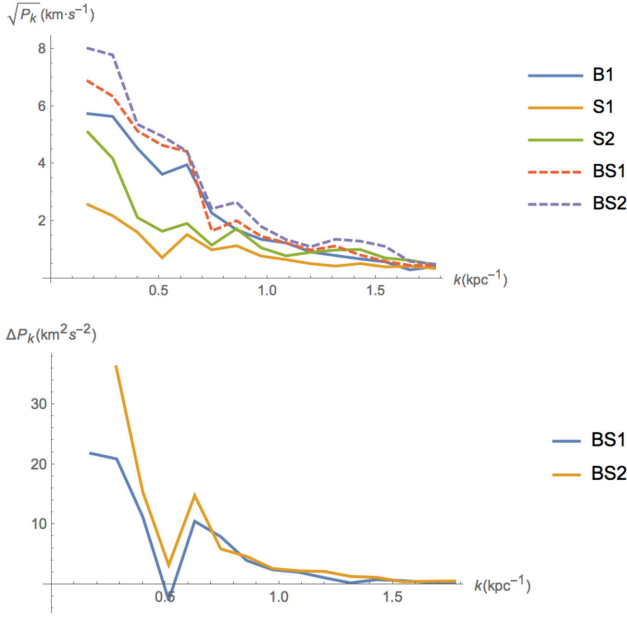 √P_k (km·s⁻¹)
8
6
4
2
0.5
1.0
1.5
k(kpc⁻¹)
B1
S1
S2
BS1
BS2
ΔP_k(km²s⁻²)
30
20
10
0.5
1.0
1.5
k(kpc⁻¹)
BS1
BS2